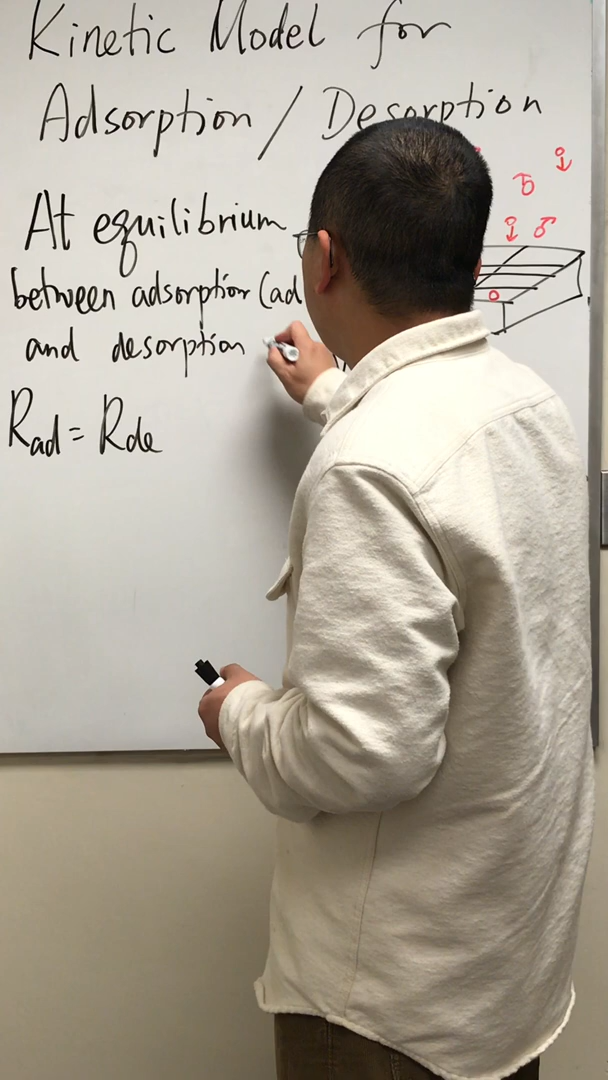 Kinetic Model for
Adsorption / Desorption
At equilibrium
between adsorption (ad
and desorption
Rad = Rde